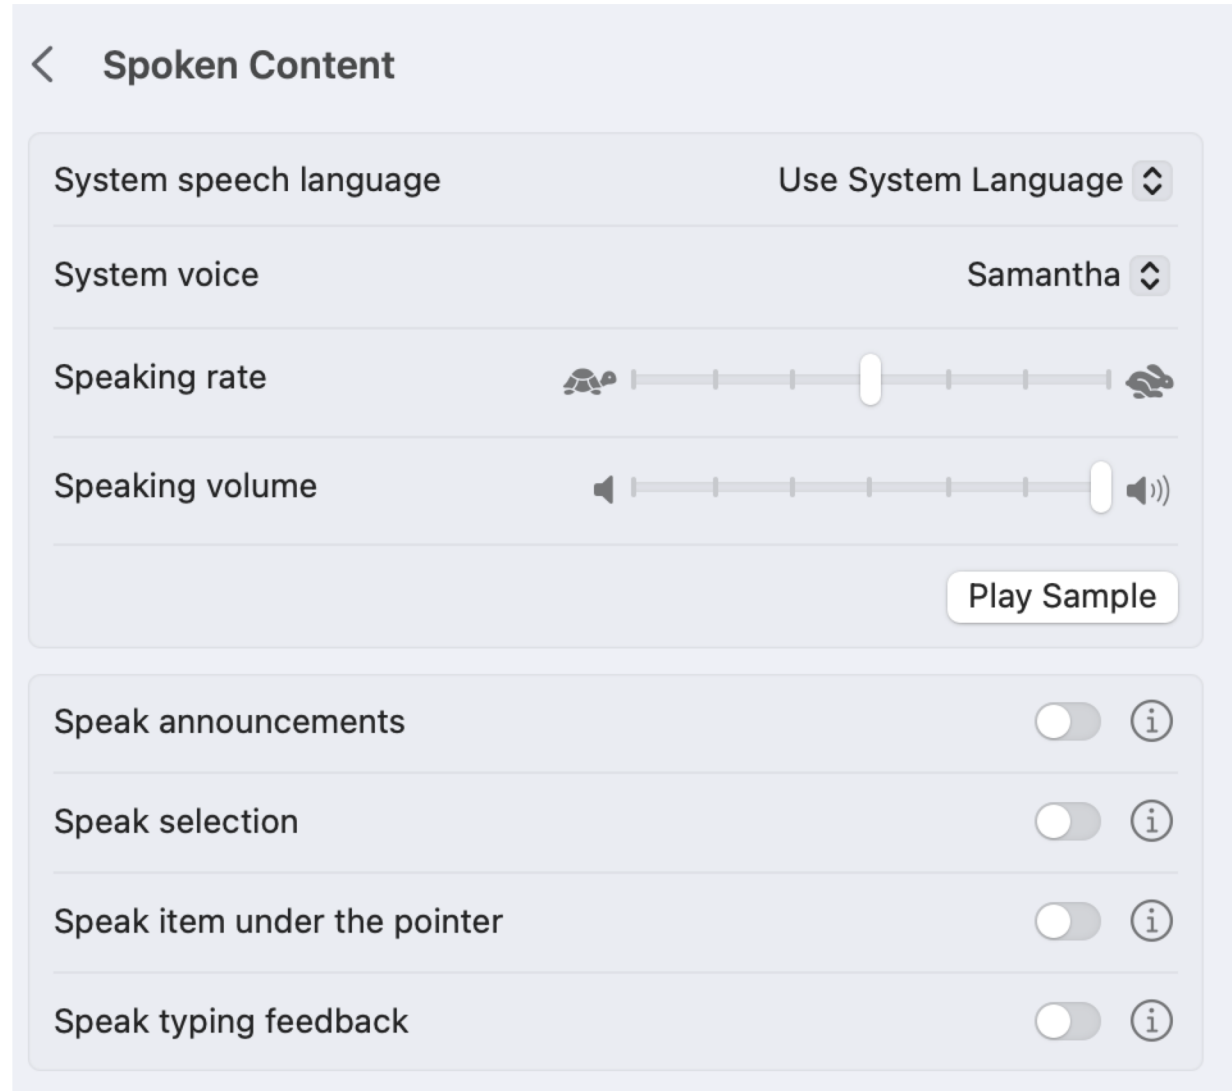 Spoken Content
System speech language Use System Language
System voice Samantha
Speaking rate
Speaking volume
Play Sample
Speak announcements
Speak selection
Speak item under the pointer
Speak typing feedback